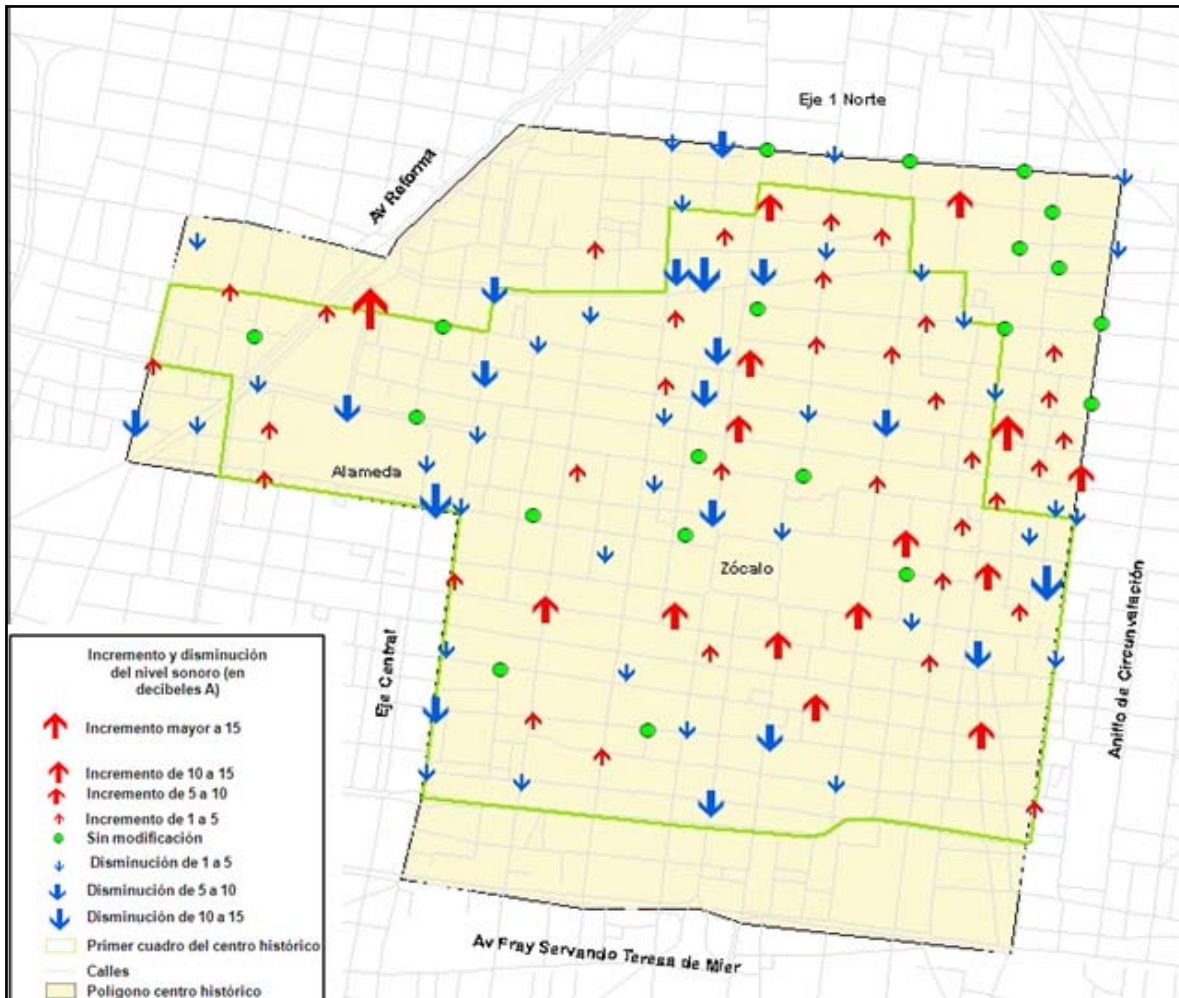 Eje 1 Norte
Av Reforma
Alameda
Zócalo
Eje Central
Anillo de Circunvalación
Av Fray Servando Teresa de Mier
Incremento y disminución
del nivel sonoro (en
decibeles A)
Incremento mayor a 15
Incremento de 10 a 15
Incremento de 5 a 10
Incremento de 1 a 5
Sin modificación
Disminución de 1 a 5
Disminución de 5 a 10
Disminución de 10 a 15
Primer cuadro del centro histórico
Calles
Polígono centro histórico